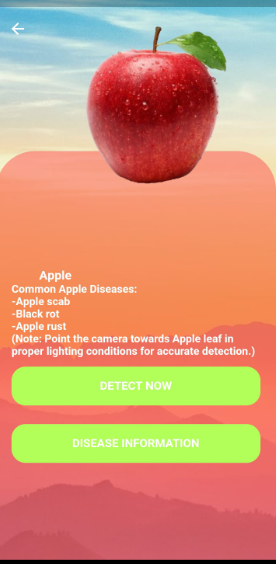 Apple
Common Apple Diseases:
-Apple scab
-Black rot
-Apple rust
(Note: Point the camera towards Apple leaf in
proper lighting conditions for accurate detection.)
DETECT NOW
DISEASE INFORMATION